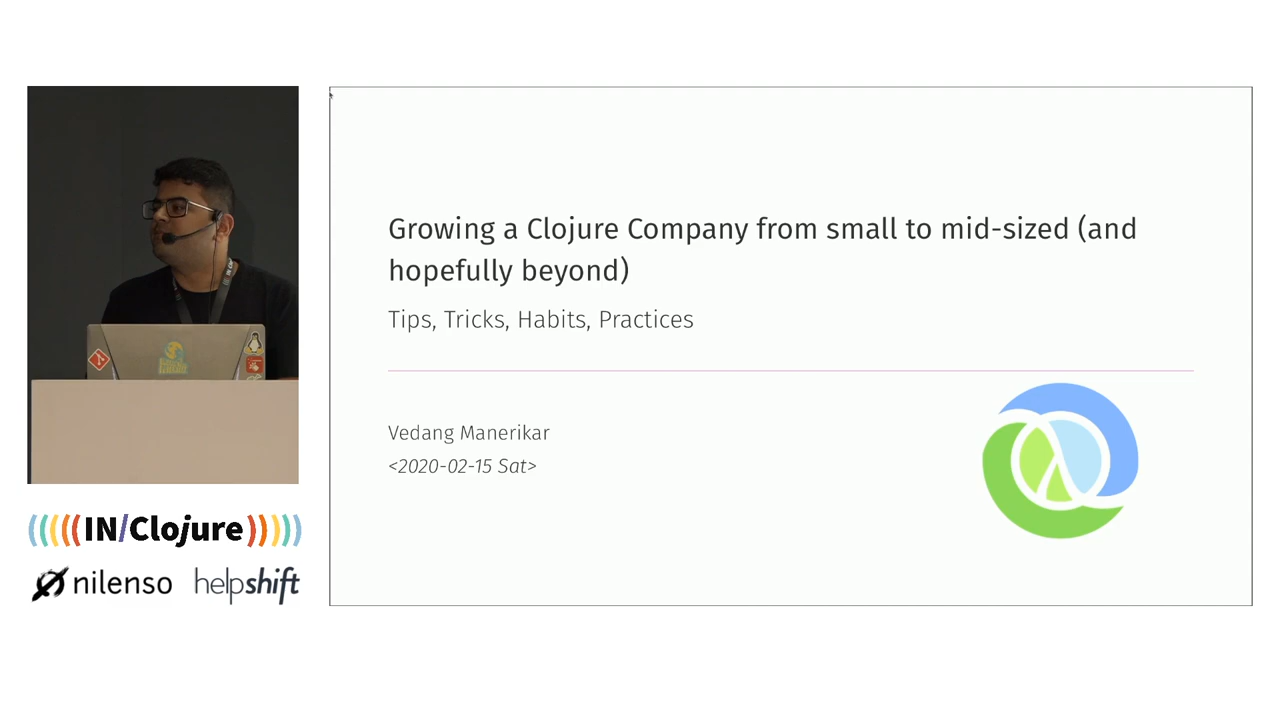 Growing a Clojure Company from small to mid-sized (and
hopefully beyond)
Tips, Tricks, Habits, Practices
Vedang Manerikar
<2020-02-15 Sat>
((((( IN/Clojure )))))
nilenso
helpshift